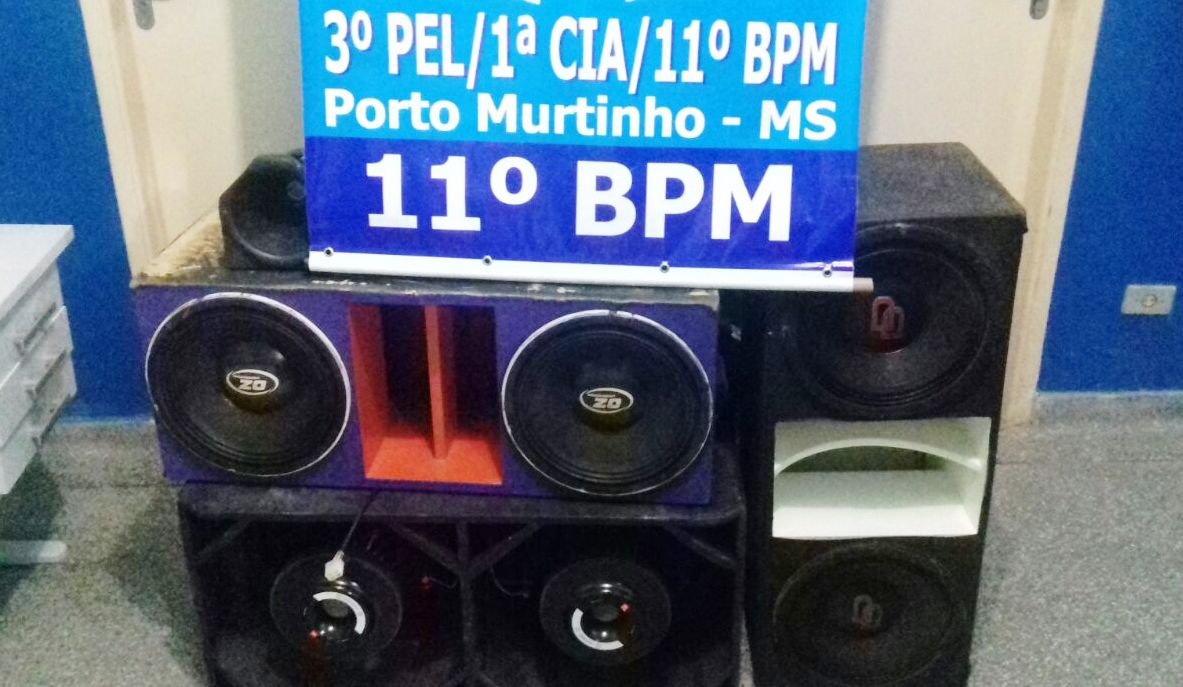 3º PEL/1ª CIA/11º BPM
Porto Murtinho - MS
11º BPM
ZO
ZO